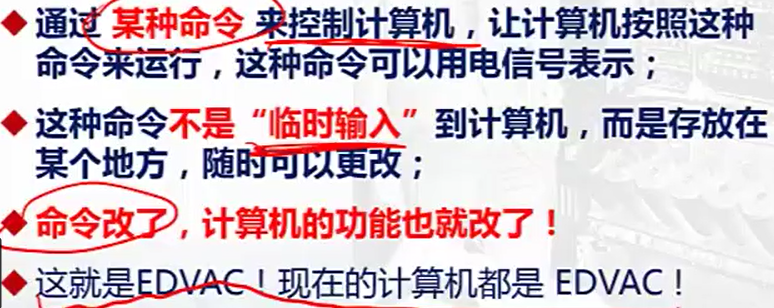 通过 某种命令 来控制计算机，让计算机按照这种
命令来运行，这种命令可以用电信号表示；
这种命令不是“临时输入”到计算机，而是存放在
某个地方，随时可以更改；
命令改了，计算机的功能也就改了！
这就是EDVAC！现在的计算机都是 EDVAC！